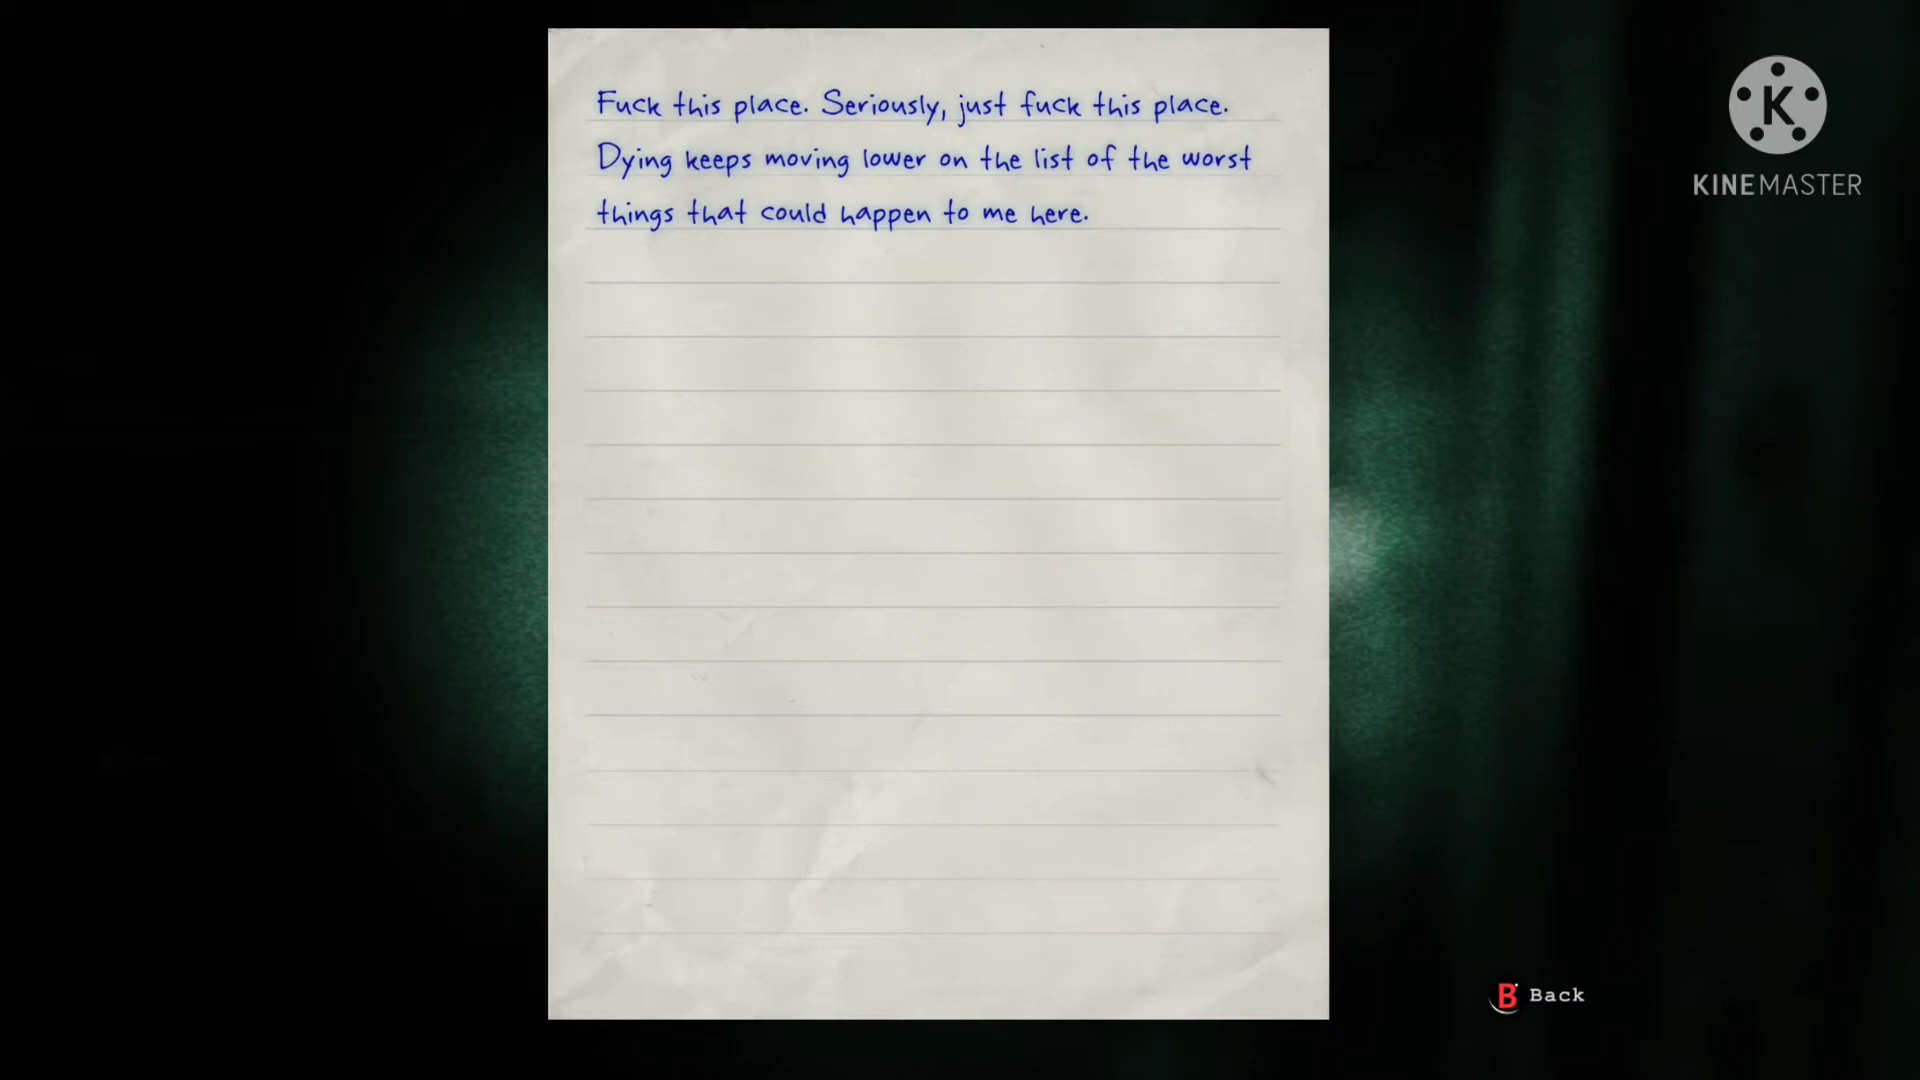 Fuck this place. Seriously, just fuck this place.
Dying keeps moving lower on the list of the worst
things that could happen to me here.
K
KINEMASTER
B Back